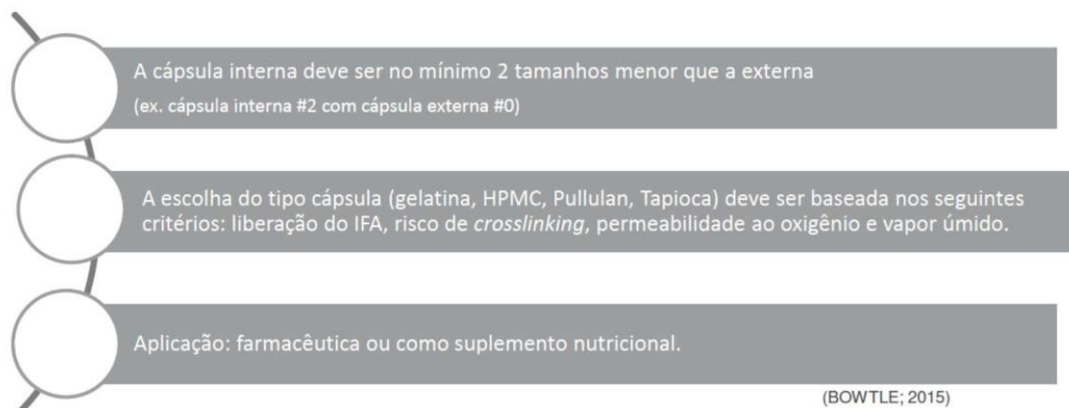 A cápsula interna deve ser no mínimo 2 tamanhos menor que a externa
(ex. cápsula interna #2 com cápsula externa #0)
A escolha do tipo cápsula (gelatina, HPMC, Pullulan, Tapioca) deve ser baseada nos seguintes
critérios: liberação do IFA, risco de crosslinking, permeabilidade ao oxigênio e vapor úmido.
Aplicação: farmacêutica ou como suplemento nutricional.
(BOWTLE; 2015)